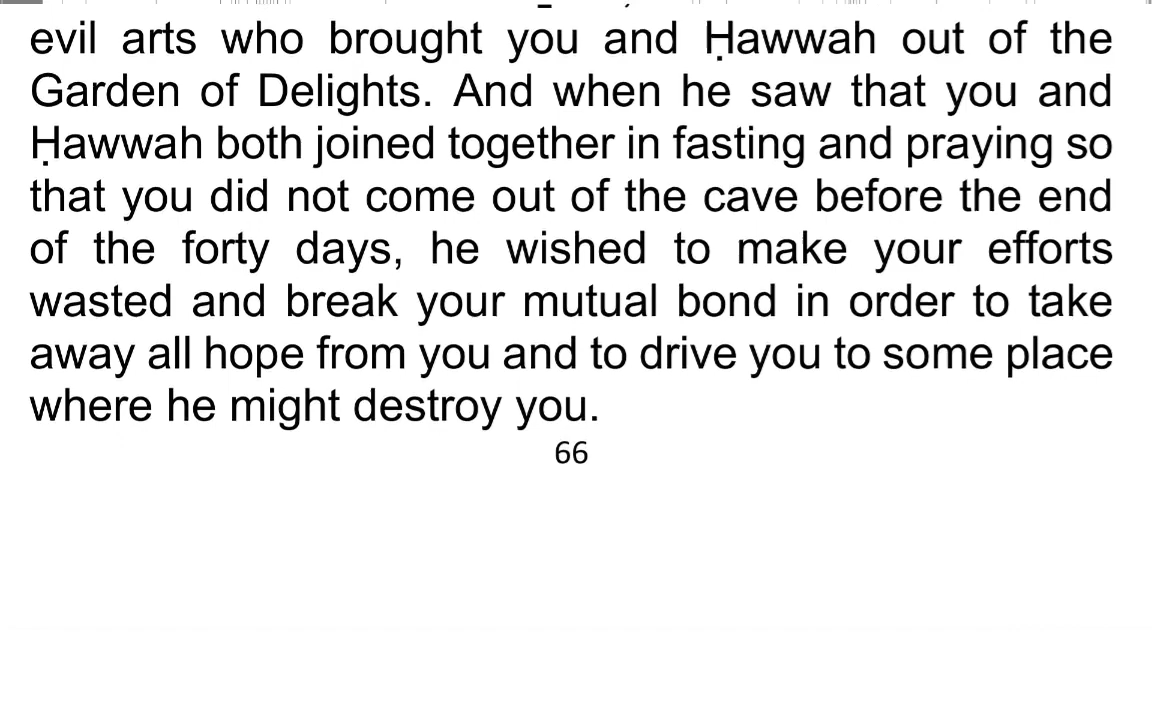 evil arts who brought you and Ḥawwah out of the
Garden of Delights. And when he saw that you and
Ḥawwah both joined together in fasting and praying so
that you did not come out of the cave before the end
of the forty days, he wished to make your efforts
wasted and break your mutual bond in order to take
away all hope from you and to drive you to some place
where he might destroy you.
66